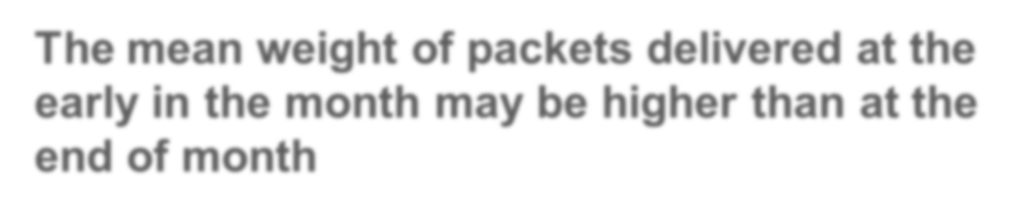 The mean weight of packets delivered at the
early in the month may be higher than at the
end of month